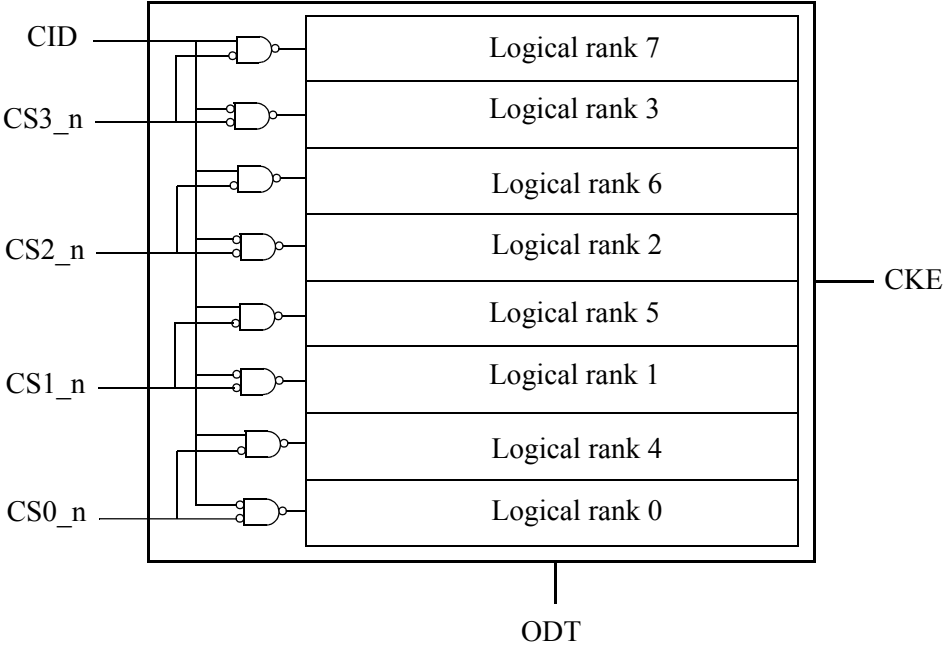 CID
Logical rank 7
CS3_n
Logical rank 3
Logical rank 6
CS2_n
Logical rank 2
CKE
Logical rank 5
CS1_n
Logical rank 1
Logical rank 4
CS0_n
Logical rank 0
ODT